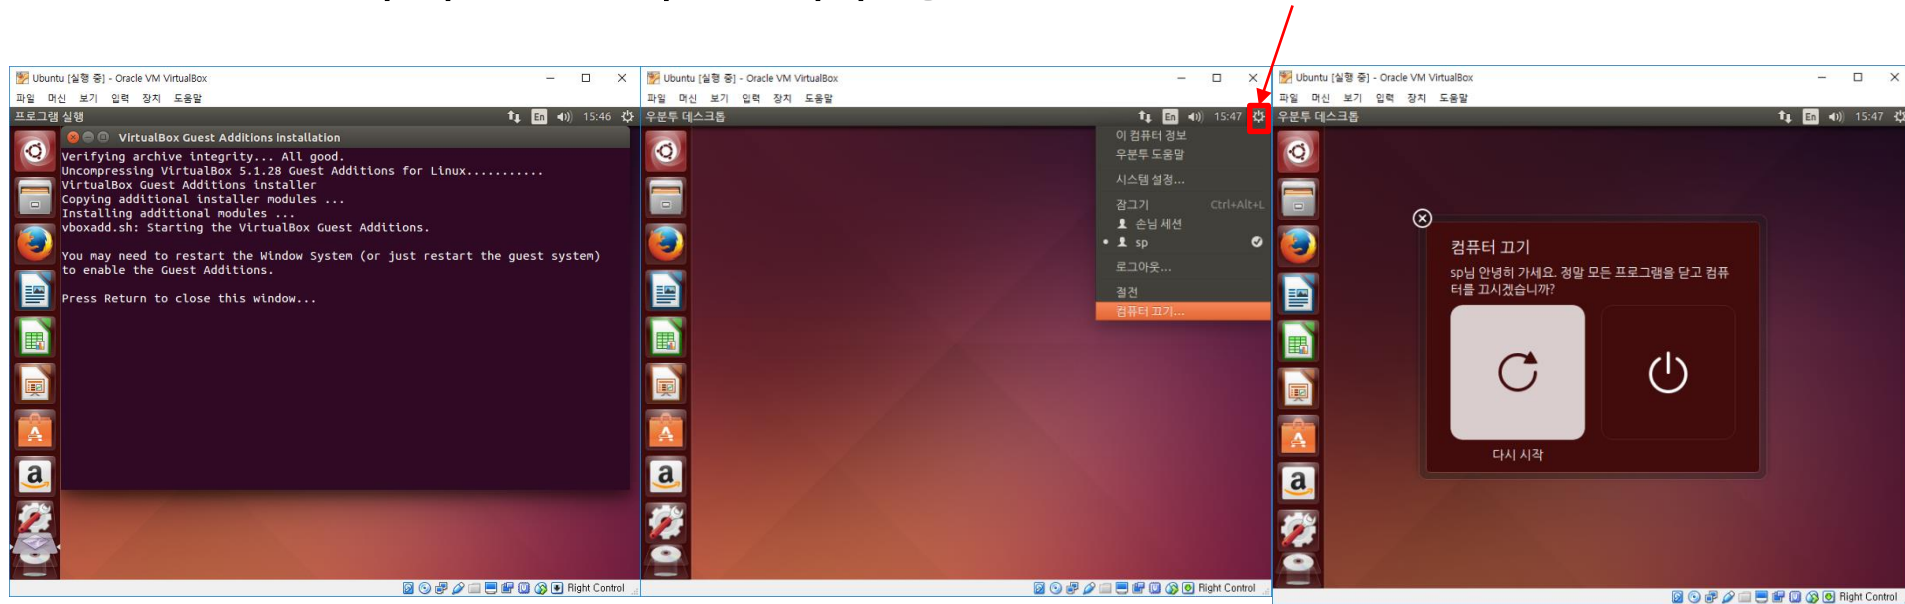 Ubuntu [실행 중] - Oracle VM VirtualBox
파일 머신 보기 입력 장치 도움말
프로그램 실행 En 15:46
VirtualBox Guest Additions installation
Verifying archive integrity... All good.
Uncompressing VirtualBox 5.1.28 Guest Additions for Linux...........
VirtualBox Guest Additions installer
Copying additional installer modules ...
Installing additional modules ...
vboxadd.sh: Starting the VirtualBox Guest Additions.
You may need to restart the Window System (or just restart the guest system)
to enable the Guest Additions.
Press Return to close this window...
a
Right Control
Ubuntu [실행 중] - Oracle VM VirtualBox
파일 머신 보기 입력 장치 도움말
우분투 데스크톱 En 15:47
이 컴퓨터 정보
우분투 도움말
시스템 설정...
잠그기 Ctrl+Alt+L
손님 세션
sp
로그아웃...
절전
컴퓨터 끄기...
a
Right Control
Ubuntu [실행 중] - Oracle VM VirtualBox
파일 머신 보기 입력 장치 도움말
우분투 데스크톱 En 15:47
컴퓨터 끄기
sp님 안녕히 가세요. 정말 모든 프로그램을 닫고 컴퓨
터를 끄시겠습니까?
다시 시작
a
Right Control